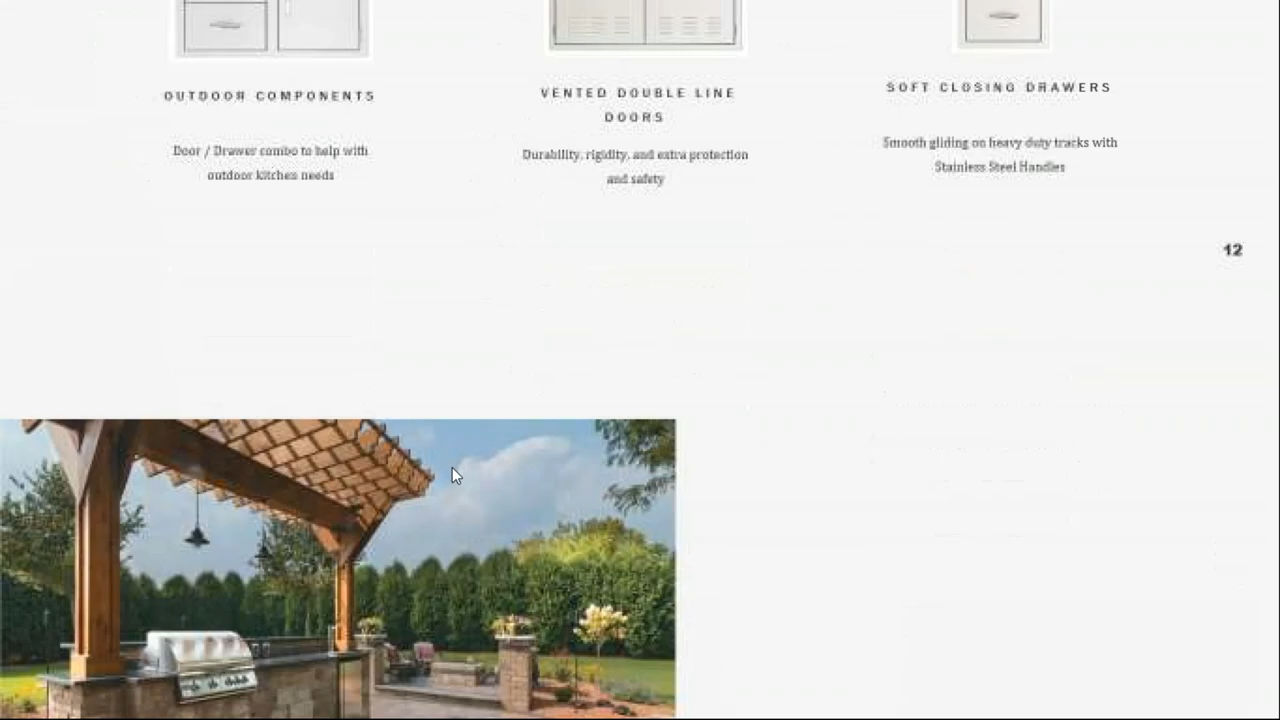 OUTDOOR COMPONENTS
Door / Drawer combo to help with
outdoor kitchen needs
VENTED DOUBLE LINE
DOORS
Durability, rigidity, and extra protection
and safety
SOFT CLOSING DRAWERS
Smooth gliding on heavy duty tracks with
Stainless Steel Handles
12